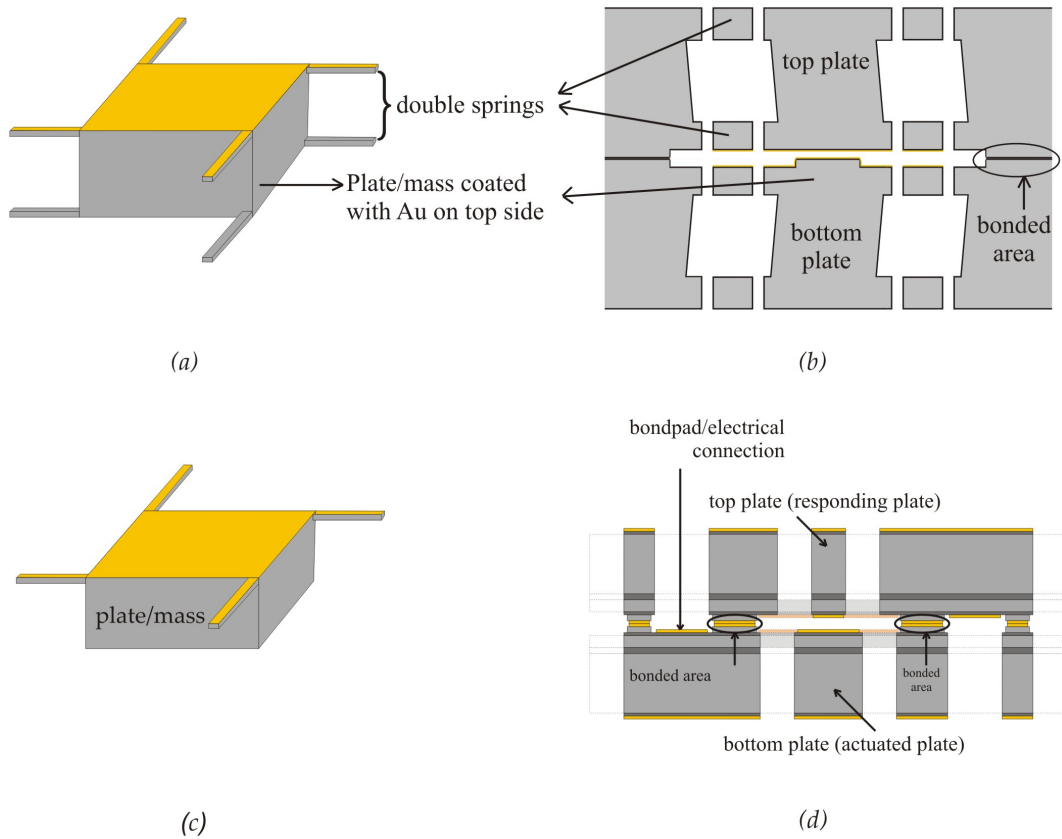 double springs
Plate/mass coated
with Au on top side
(a)
top plate
bottom
plate
bonded
area
(b)
plate/mass
(c)
bondpad/electrical
connection
top plate (responding plate)
bonded area
bonded
area
bottom plate (actuated plate)
(d)